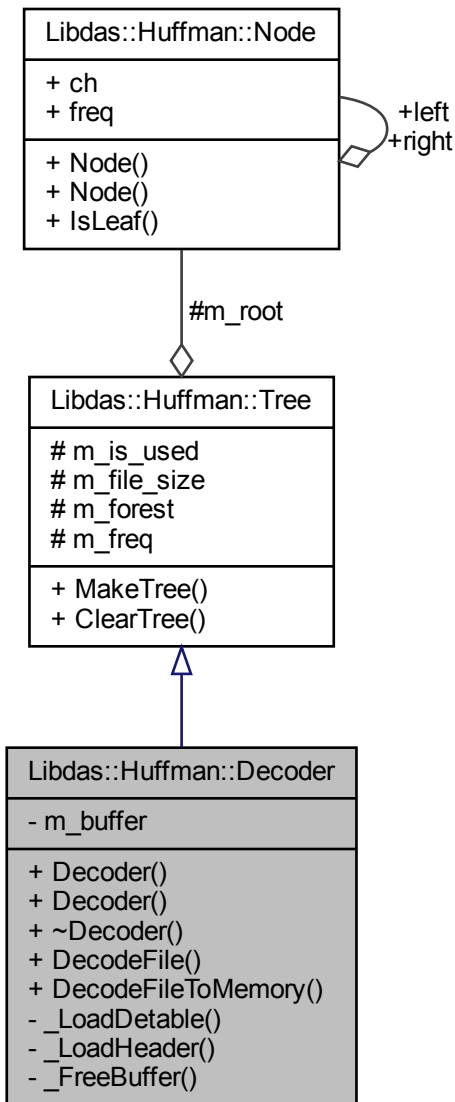 Libdas::Huffman::Node
+ ch
+ freq
+ Node()
+ Node()
+ IsLeaf()
+left
+right
#m_root
Libdas::Huffman::Tree
# m_is_used
# m_file_size
# m_forest
# m_freq
+ MakeTree()
+ ClearTree()
Libdas::Huffman::Decoder
- m_buffer
+ Decoder()
+ Decoder()
+ ~Decoder()
+ DecodeFile()
+ DecodeFileToMemory()
- _LoadDetable()
- _LoadHeader()
- _FreeBuffer()